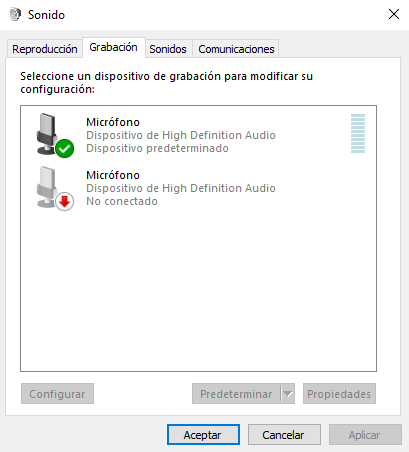 Sonido
Reproducción Grabación Sonidos Comunicaciones
Seleccione un dispositivo de grabación para modificar su
configuración:
Micrófono
Dispositivo de High Definition Audio
Dispositivo predeterminado
Micrófono
Dispositivo de High Definition Audio
No conectado
Configurar Predeterminar Propiedades
Aceptar Cancelar Aplicar